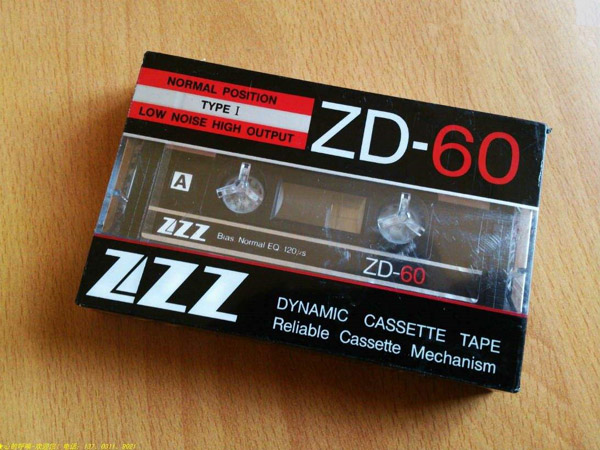 NORMAL POSITION
TYPE I
LOW NOISE HIGH OUTPUT
ZD-60
A
ZZZ
Bias Normal EQ 120µs
ZD-60
ZZZ
DYNAMIC CASSETTE TAPE
Reliable Cassette Mechanism